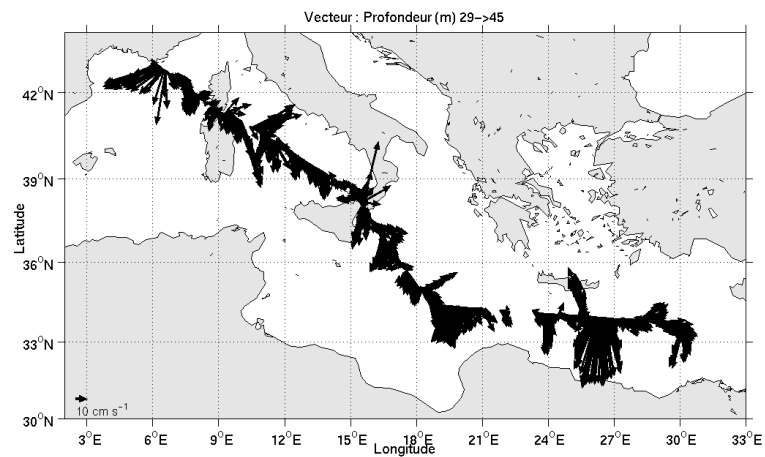 Vecteur : Profondeur (m) 29->45
42°N
39°N
36°N
33°N
30°N
Latitude
10 cm s⁻¹
3°E 6°E 9°E 12°E 15°E 18°E 21°E 24°E 27°E 30°E 33°E
Longitude